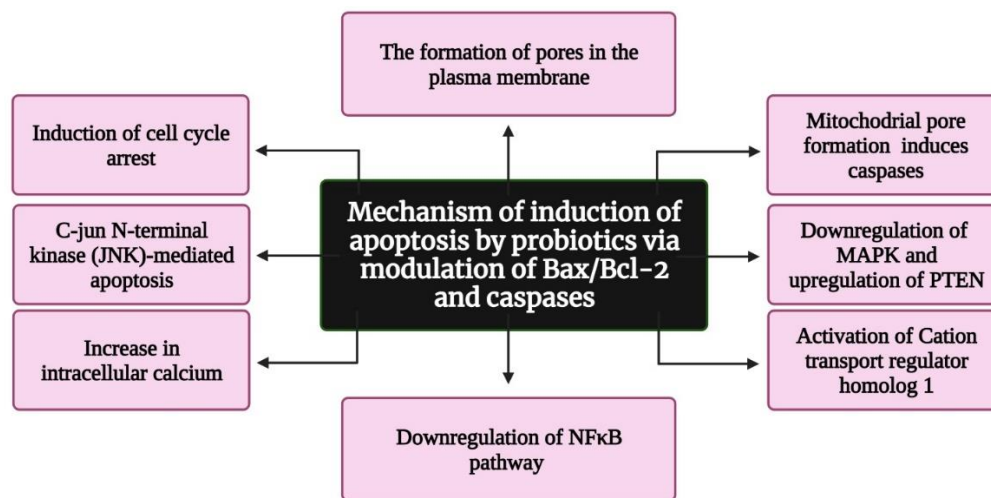 The formation of pores in the
plasma membrane
Induction of cell cycle
arrest
Mitochodrial pore
formation induces
caspases
Mechanism of induction of
apoptosis by probiotics via
modulation of Bax/Bcl-2
and caspases
C-jun N-terminal
kinase (JNK)-mediated
apoptosis
Downregulation of
MAPK and
upregulation of PTEN
Increase in
intracellular calcium
Activation of Cation
transport regulator
homolog 1
Downregulation of NFκB
pathway